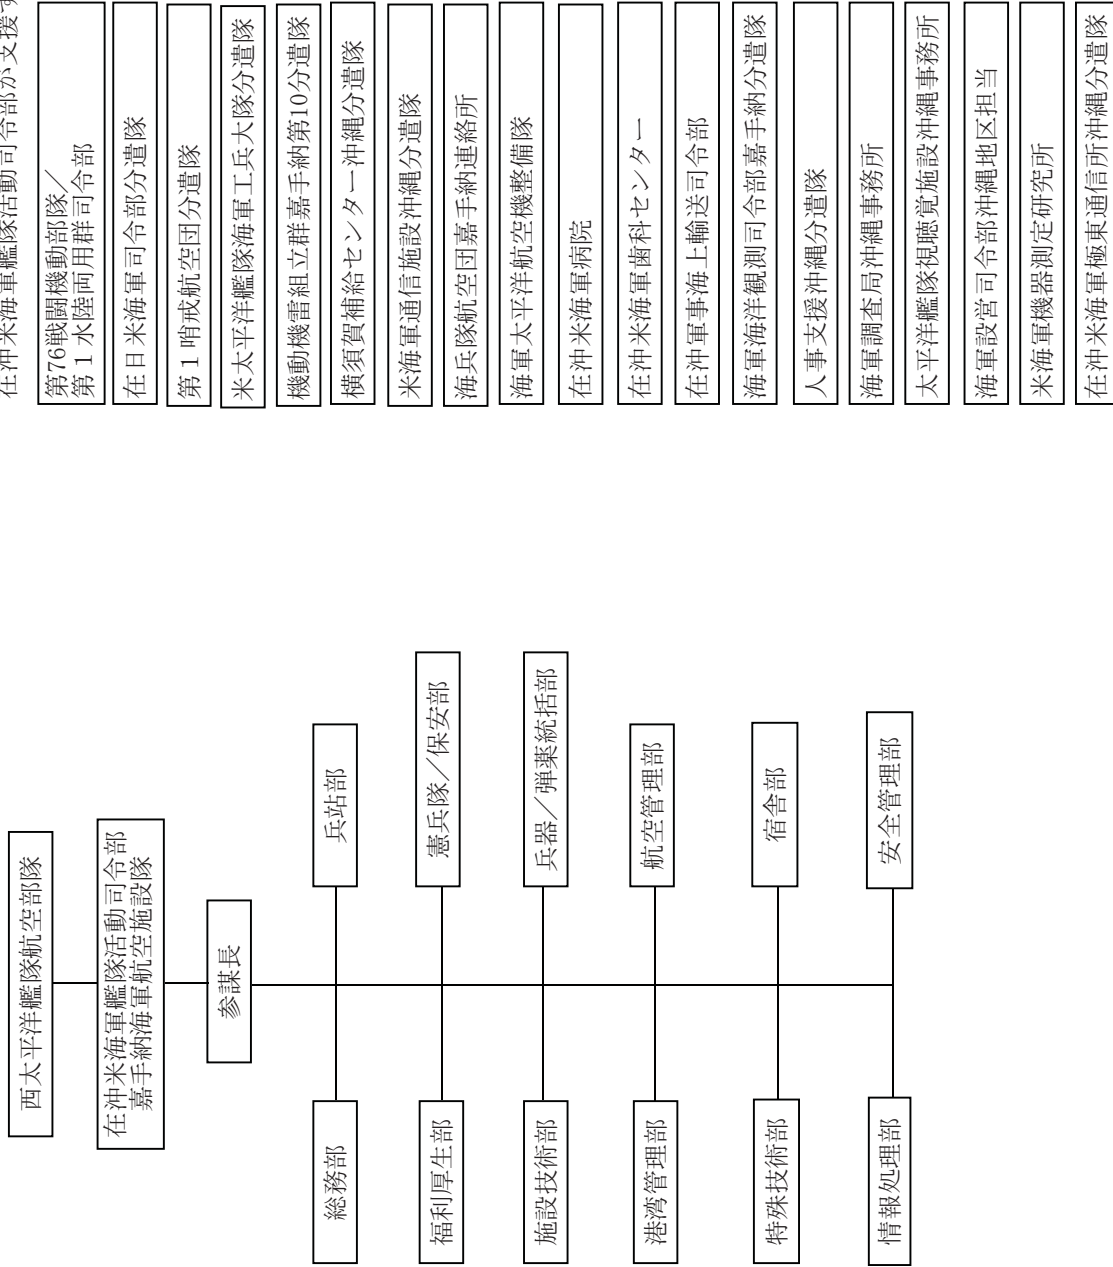 西太平洋艦隊航空部隊
在沖米海軍艦隊活動司令部
嘉手納海軍航空施設隊
参謀長
総務部
兵站部
福利厚生部
憲兵隊／保安部
施設技術部
兵器／弾薬統括部
港湾管理部
航空管理部
特殊技術部
宿舎部
情報処理部
安全管理部
在沖米海軍艦隊活動司令部が支援す
第76戦闘機動部隊／
第１水陸両用群司令部
在日米海軍司令部分遣隊
第１哨戒航空団分遣隊
米太平洋艦隊海軍工兵大隊分遣隊
機動機雷組立群嘉手納第10分遣隊
横須賀補給センター沖縄分遣隊
米海軍通信施設沖縄分遣隊
海兵隊航空団嘉手納連絡所
海軍太平洋航空機整備隊
在沖米海軍病院
在沖米海軍歯科センター
在沖軍事海上輸送司令部
海軍海洋観測司令部嘉手納分遣隊
人事支援沖縄分遣隊
海軍調査局沖縄事務所
太平洋艦隊視聴覚施設沖縄事務所
海軍設営司令部沖縄地区担当
米海軍機器測定研究所
在沖米海軍極東通信所沖縄分遣隊